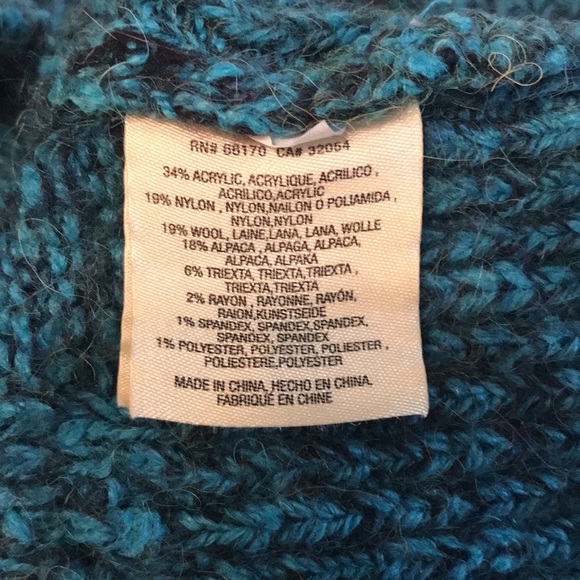 RN# 68170 CA# 32054
34% ACRYLIC, ACRYLIQUE, ACRILICO ,
ACRILICO,ACRYLIC
19% NYLON , NYLON,NAILON O POLIAMIDA ,
NYLON,NYLON
19% WOOL, LAINE,LANA, LANA, WOLLE
18% ALPACA , ALPAGA, ALPACA,
ALPACA, ALPAKA
6% TRIEXTA, TRIEXTA,TRIEXTA ,
TRIEXTA,TRIEXTA
2% RAYON , RAYONNE, RAYÓN,
RAION,KUNSTSEIDE
1% SPANDEX, SPANDEX,SPANDEX,
SPANDEX, SPANDEX
1% POLYESTER, POLYESTER, POLIESTER ,
POLIESTERE,POLYESTER
MADE IN CHINA, HECHO EN CHINA,
FABRIQUÉ EN CHINE